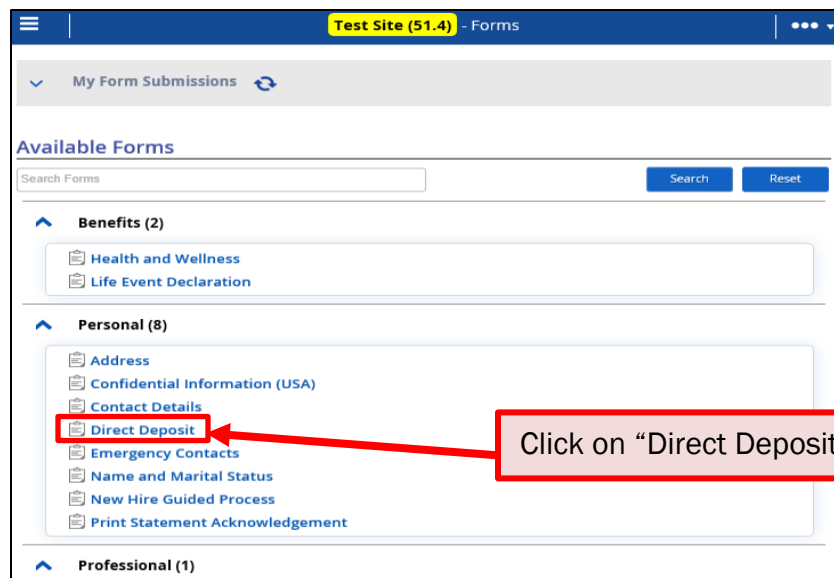 Test Site (51.4) - Forms
My Form Submissions
Available Forms
Search Forms
Search
Reset
Benefits (2)
Health and Wellness
Life Event Declaration
Personal (8)
Address
Confidential Information (USA)
Contact Details
Direct Deposit
Emergency Contacts
Name and Marital Status
New Hire Guided Process
Print Statement Acknowledgement
Click on “Direct Deposit
Professional (1)